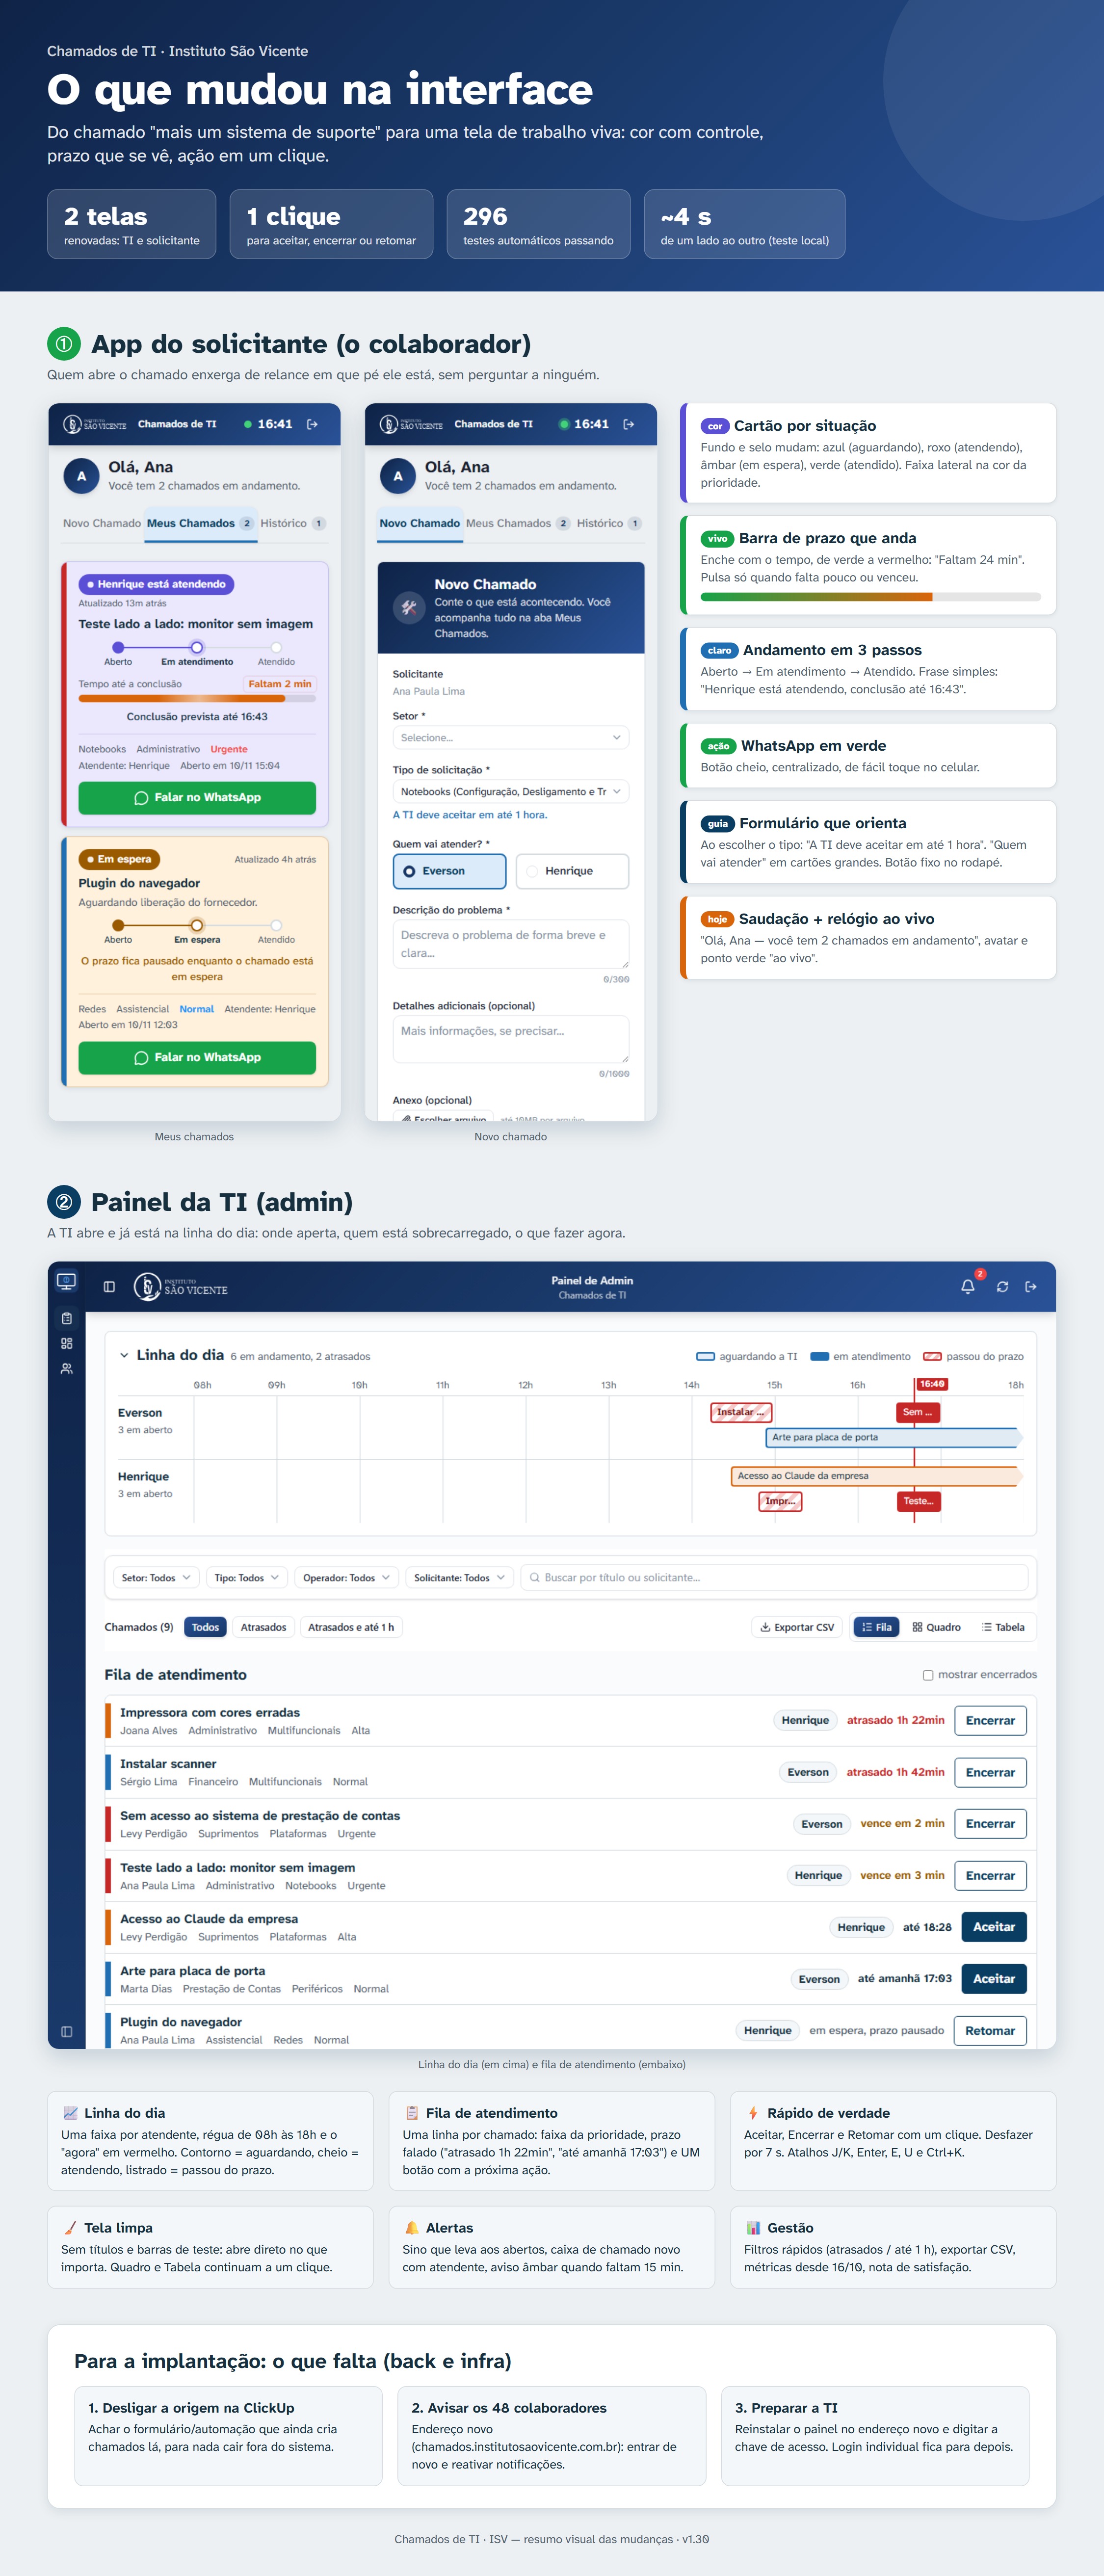 Chamados de TI · Instituto São Vicente
O que mudou na interface
Do chamado "mais um sistema de suporte" para uma tela de trabalho viva: cor com controle,
prazo que se vê, ação em um clique.
2 telas
renovadas: TI e solicitante
1 clique
para aceitar, encerrar ou retomar
296
testes automáticos passando
~4 s
de um lado ao outro (teste local)
① App do solicitante (o colaborador)
Quem abre o chamado enxerga de relance em que pé ele está, sem perguntar a ninguém.
INSTITUTO
SÃO VICENTE
Chamados de TI
16:41
A
Olá, Ana
Você tem 2 chamados em andamento.
Novo Chamado Meus Chamados 2 Histórico 1
Henrique está atendendo
Atualizado 13m atrás
Teste lado a lado: monitor sem imagem
Aberto Em atendimento Atendido
Tempo até a conclusão Faltam 2 min
Conclusão prevista até 16:43
Notebooks Administrativo Urgente
Atendente: Henrique Aberto em 10/11 15:04
Falar no WhatsApp
Em espera Atualizado 4h atrás
Plugin do navegador
Aguardando liberação do fornecedor.
Aberto Em espera Atendido
O prazo fica pausado enquanto o chamado está
em espera
Redes Assistencial Normal Atendente: Henrique
Aberto em 10/11 12:03
Falar no WhatsApp
Meus chamados
INSTITUTO
SÃO VICENTE
Chamados de TI
16:41
A
Olá, Ana
Você tem 2 chamados em andamento.
Novo Chamado Meus Chamados 2 Histórico 1
Novo Chamado
Conte o que está acontecendo. Você
acompanha tudo na aba Meus
Chamados.
Solicitante
Ana Paula Lima
Setor *
Selecione...
Tipo de solicitação *
Notebooks (Configuração, Desligamento e Tr
A TI deve aceitar em até 1 hora.
Quem vai atender? *
Everson Henrique
Descrição do problema *
Descreva o problema de forma breve e
clara...
0/300
Detalhes adicionais (opcional)
Mais informações, se precisar...
0/1000
Anexo (opcional)
Escolher arquivo até 10MB por arquivo
Novo chamado
cor Cartão por situação
Fundo e selo mudam: azul (aguardando), roxo (atendendo),
âmbar (em espera), verde (atendido). Faixa lateral na cor da
prioridade.
vivo Barra de prazo que anda
Enche com o tempo, de verde a vermelho: "Faltam 24 min".
Pulsa só quando falta pouco ou venceu.
claro Andamento em 3 passos
Aberto → Em atendimento → Atendido. Frase simples:
"Henrique está atendendo, conclusão até 16:43".
ação WhatsApp em verde
Botão cheio, centralizado, de fácil toque no celular.
guia Formulário que orienta
Ao escolher o tipo: "A TI deve aceitar em até 1 hora". "Quem
vai atender" em cartões grandes. Botão fixo no rodapé.
hoje Saudação + relógio ao vivo
"Olá, Ana — você tem 2 chamados em andamento", avatar e
ponto verde "ao vivo".
② Painel da TI (admin)
A TI abre e já está na linha do dia: onde aperta, quem está sobrecarregado, o que fazer agora.
INSTITUTO
SÃO VICENTE
Painel de Admin
Chamados de TI
2
Linha do dia 6 em andamento, 2 atrasados
aguardando a TI em atendimento passou do prazo
08h 09h 10h 11h 12h 13h 14h 15h 16h 16:40 18h
Everson
3 em aberto
Instalar ... Sem ...
Arte para placa de porta
Henrique
3 em aberto
Acesso ao Claude da empresa
Impr... Teste...
Setor: Todos Tipo: Todos Operador: Todos Solicitante: Todos Buscar por título ou solicitante...
Chamados (9) Todos Atrasados Atrasados e até 1 h Exportar CSV Fila Quadro Tabela
Fila de atendimento mostrar encerrados
Impressora com cores erradas
Joana Alves Administrativo Multifuncionais Alta
Henrique atrasado 1h 22min Encerrar
Instalar scanner
Sérgio Lima Financeiro Multifuncionais Normal
Everson atrasado 1h 42min Encerrar
Sem acesso ao sistema de prestação de contas
Levy Perdigão Suprimentos Plataformas Urgente
Everson vence em 2 min Encerrar
Teste lado a lado: monitor sem imagem
Ana Paula Lima Administrativo Notebooks Urgente
Henrique vence em 3 min Encerrar
Acesso ao Claude da empresa
Levy Perdigão Suprimentos Plataformas Alta
Henrique até 18:28 Aceitar
Arte para placa de porta
Marta Dias Prestação de Contas Periféricos Normal
Everson até amanhã 17:03 Aceitar
Plugin do navegador
Ana Paula Lima Assistencial Redes Normal
Henrique em espera, prazo pausado Retomar
Linha do dia (em cima) e fila de atendimento (embaixo)
Linha do dia
Uma faixa por atendente, régua de 08h às 18h e o
"agora" em vermelho. Contorno = aguardando, cheio =
atendendo, listrado = passou do prazo.
Fila de atendimento
Uma linha por chamado: faixa da prioridade, prazo
falado ("atrasado 1h 22min", "até amanhã 17:03") e UM
botão com a próxima ação.
Rápido de verdade
Aceitar, Encerrar e Retomar com um clique. Desfazer
por 7 s. Atalhos J/K, Enter, E, U e Ctrl+K.
Tela limpa
Sem títulos e barras de teste: abre direto no que
importa. Quadro e Tabela continuam a um clique.
Alertas
Sino que leva aos abertos, caixa de chamado novo
com atendente, aviso âmbar quando faltam 15 min.
Gestão
Filtros rápidos (atrasados / até 1 h), exportar CSV,
métricas desde 16/10, nota de satisfação.
Para a implantação: o que falta (back e infra)
1. Desligar a origem na ClickUp
Achar o formulário/automação que ainda cria
chamados lá, para nada cair fora do sistema.
2. Avisar os 48 colaboradores
Endereço novo
(chamados.institutosaovicente.com.br): entrar de
novo e reativar notificações.
3. Preparar a TI
Reinstalar o painel no endereço novo e digitar a
chave de acesso. Login individual fica para depois.
Chamados de TI · ISV — resumo visual das mudanças · v1.30